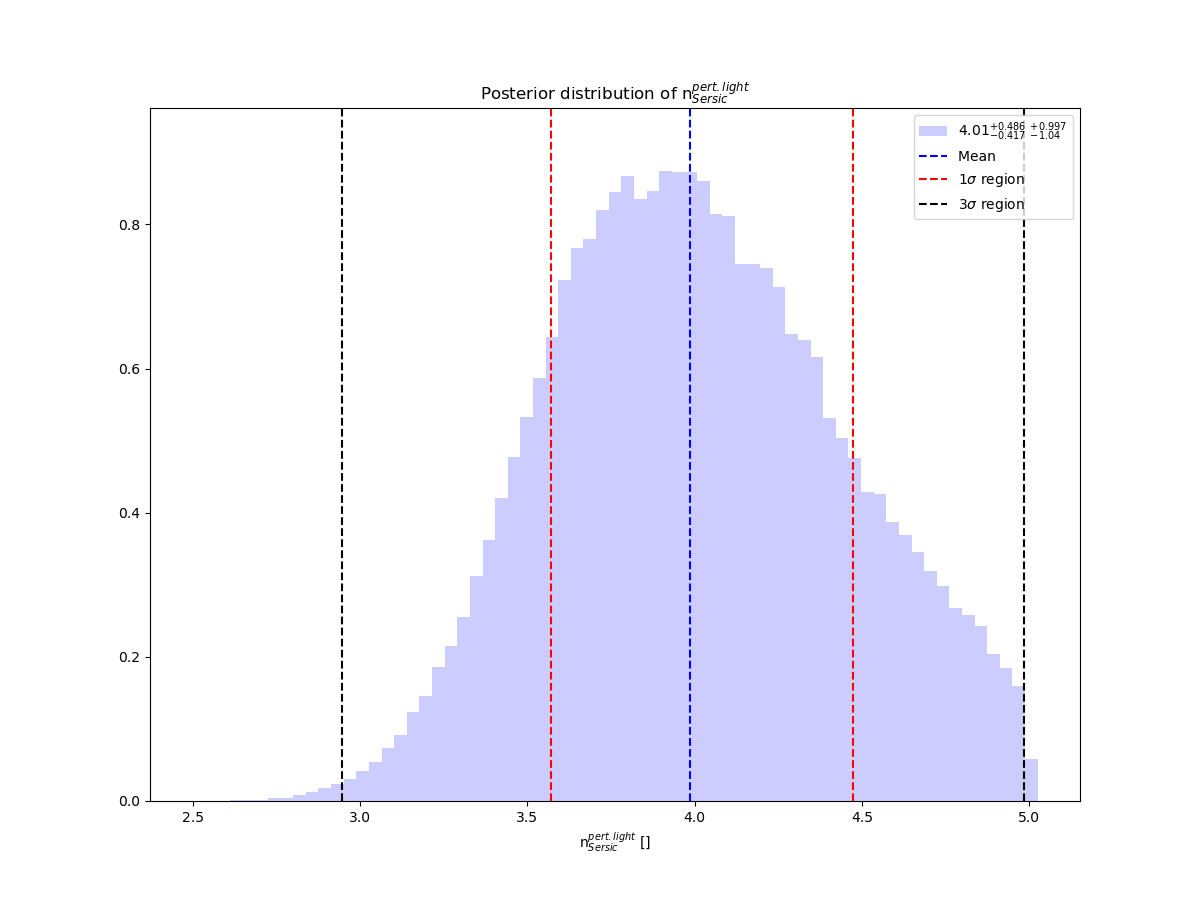 Posterior distribution of n^{pert. light}_{Sersic}
4.01^{+0.486 +0.997}_{−0.417 −1.04}
Mean
1σ region
3σ region
0.8
0.6
0.4
0.2
0.0
2.5 3.0 3.5 4.0 4.5 5.0
n^{pert. light}_{Sersic} []